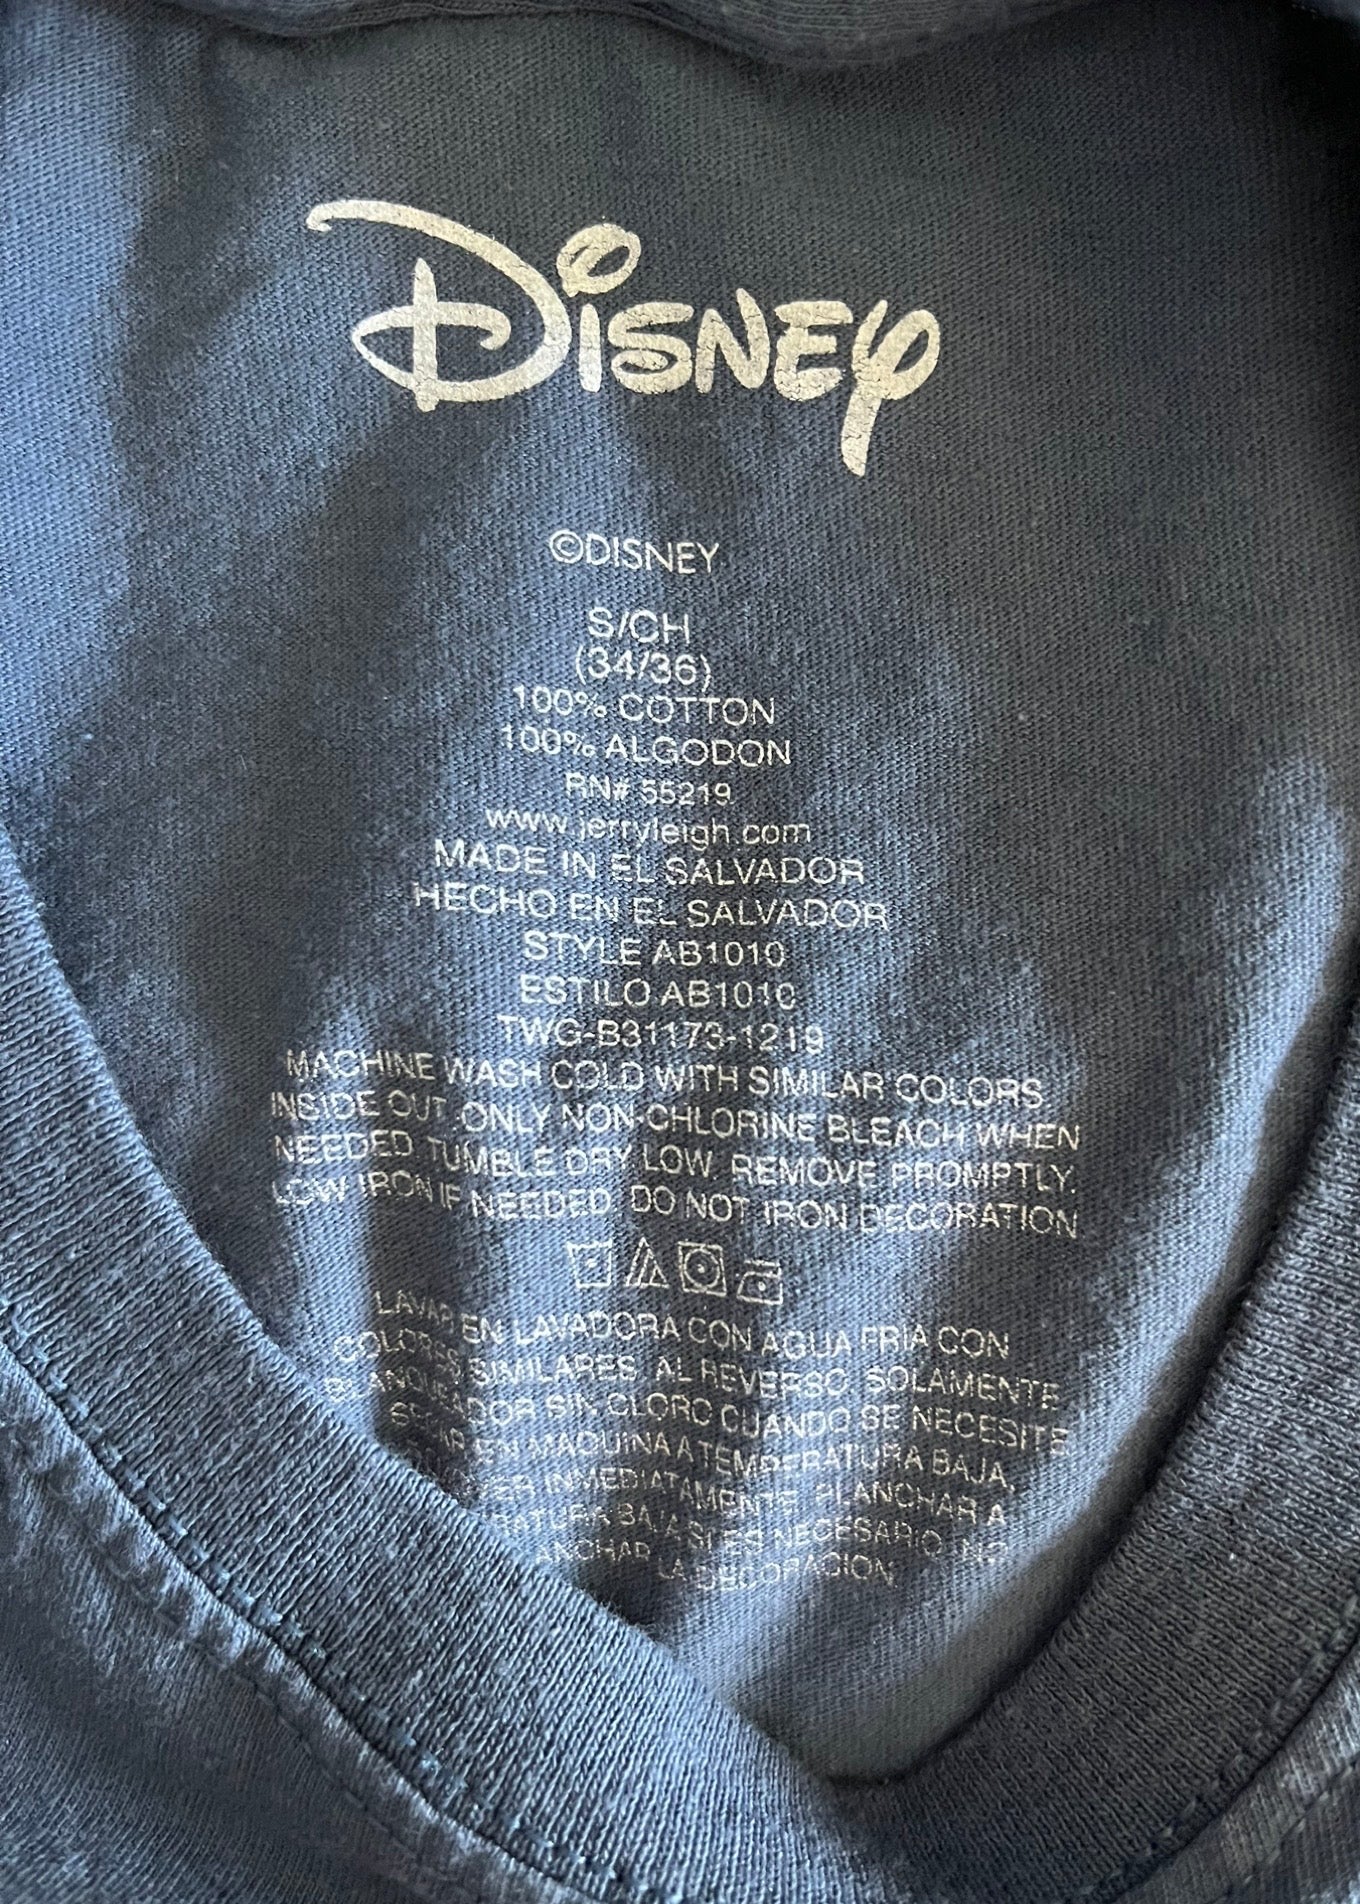 Disney
©DISNEY
S/CH
(34/36)
100% COTTON
100% ALGODON
RN# 55219
www.jerryleigh.com
MADE IN EL SALVADOR
HECHO EN EL SALVADOR
STYLE AB1010
ESTILO AB1010
TWG-B31173-1219
MACHINE WASH COLD WITH SIMILAR COLORS
INSIDE OUT. ONLY NON-CHLORINE BLEACH WHEN
NEEDED TUMBLE DRY LOW. REMOVE PROMPTLY.
LOW IRON IF NEEDED. DO NOT IRON DECORATION
LAVAR EN LAVADORA CON AGUA FRIA CON
COLORES SIMILARES AL REVERSO SOLAMENTE
BLANQUEADOR SIN CLORO CUANDO SE NECESITE
SECAR EN MAQUINA A TEMPERATURA BAJA,
INMEDIATAMENTE PLANCHAR A
BAJA SI ES NECESARIO NO
LA DECORACION